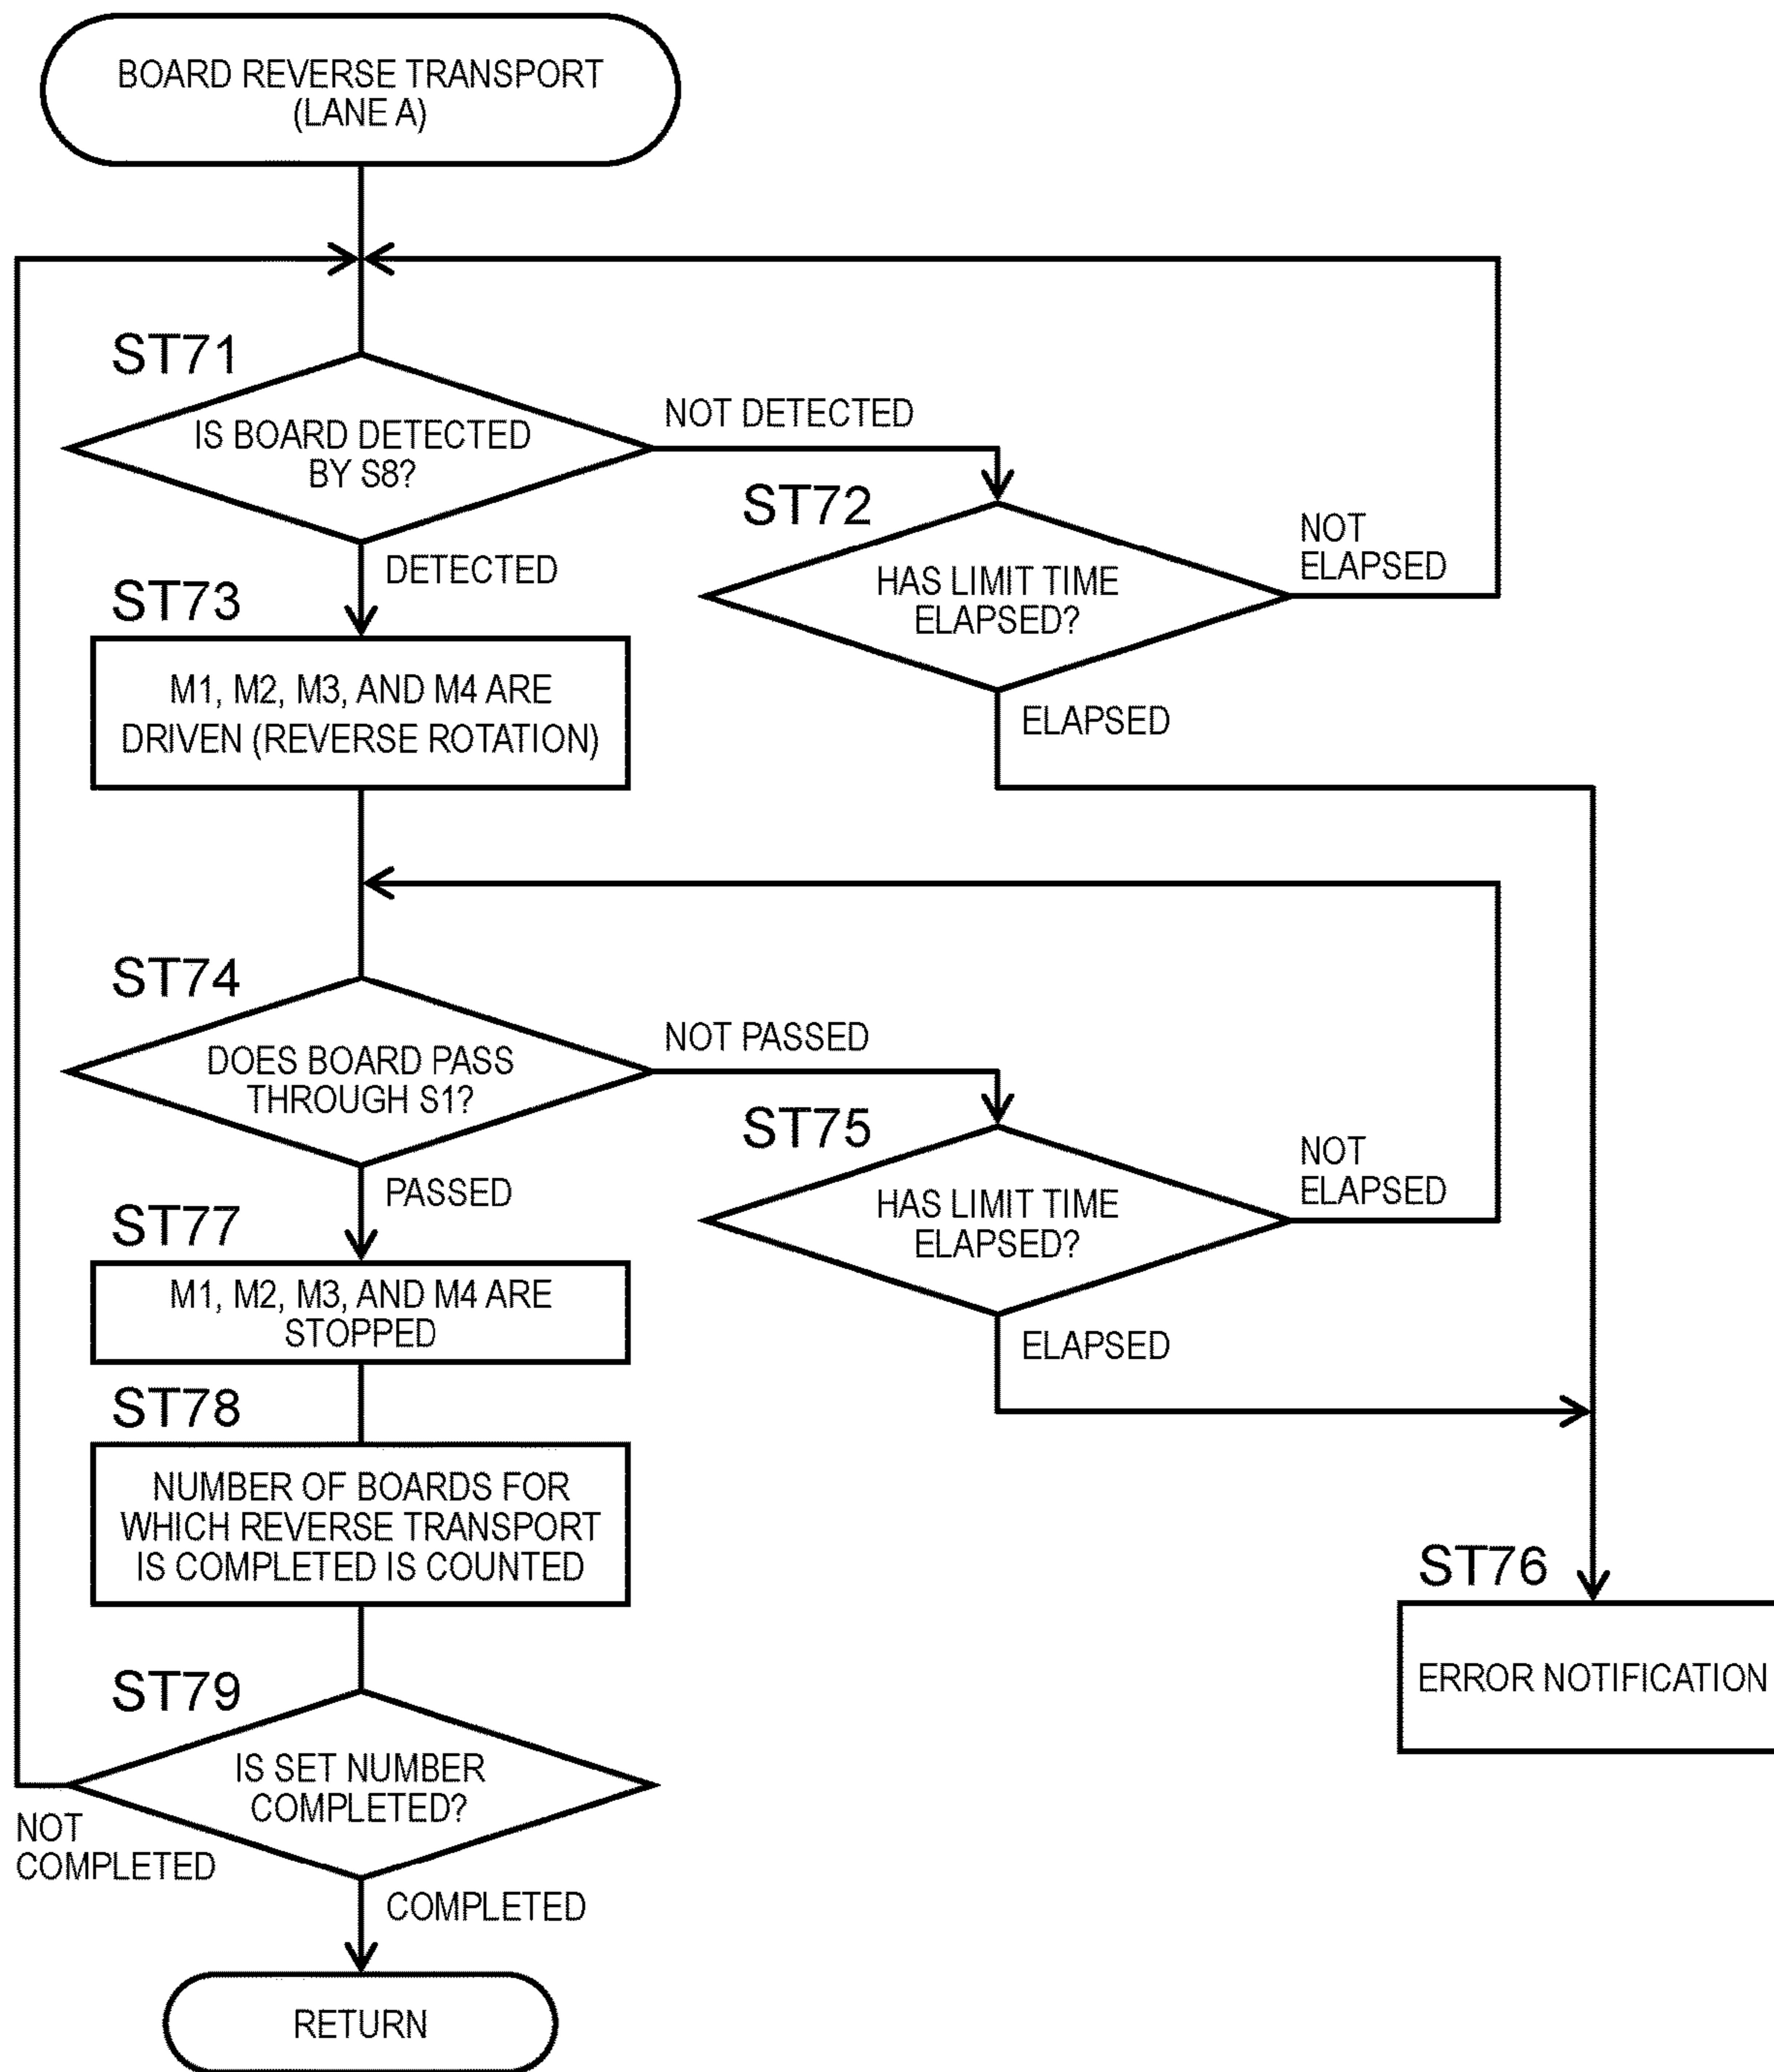 BOARD REVERSE TRANSPORT
(LANE A)
ST71
IS BOARD DETECTED
BY S8?
NOT DETECTED
DETECTED
ST72
HAS LIMIT TIME
ELAPSED?
NOT
ELAPSED
ELAPSED
ST73
M1, M2, M3, AND M4 ARE
DRIVEN (REVERSE ROTATION)
ST74
DOES BOARD PASS
THROUGH S1?
NOT PASSED
PASSED
ST75
HAS LIMIT TIME
ELAPSED?
NOT
ELAPSED
ELAPSED
ST77
M1, M2, M3, AND M4 ARE
STOPPED
ST78
NUMBER OF BOARDS FOR
WHICH REVERSE TRANSPORT
IS COMPLETED IS COUNTED
ST76
ERROR NOTIFICATION
ST79
IS SET NUMBER
COMPLETED?
NOT
COMPLETED
COMPLETED
RETURN